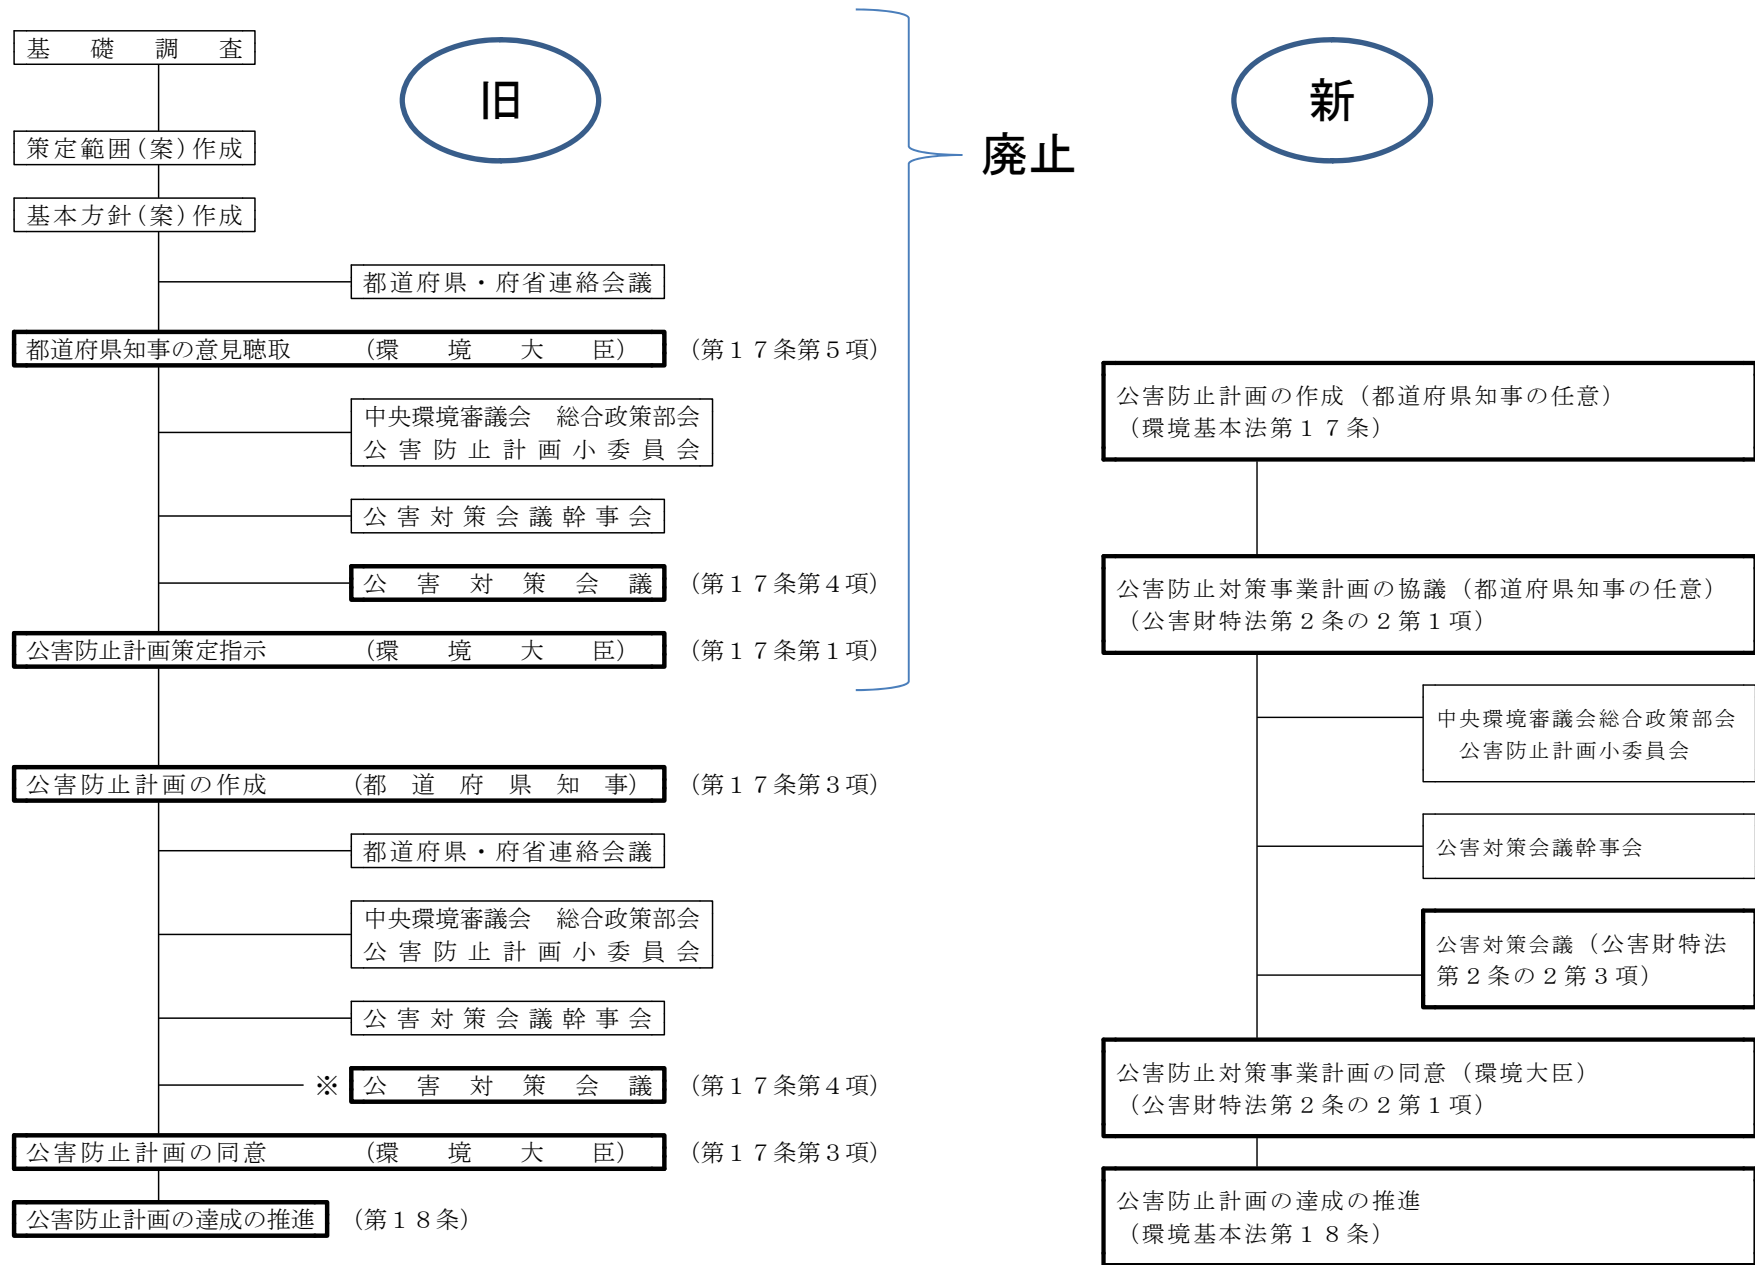 旧
基礎調査
策定範囲(案)作成
基本方針(案)作成
都道府県・府省連絡会議
都道府県知事の意見聴取 (環境大臣) (第17条第5項)
中央環境審議会 総合政策部会
公害防止計画小委員会
公害対策会議幹事会
公害対策会議 (第17条第4項)
公害防止計画策定指示 (環境大臣) (第17条第1項)
廃止
公害防止計画の作成 (都道府県知事) (第17条第3項)
都道府県・府省連絡会議
中央環境審議会 総合政策部会
公害防止計画小委員会
公害対策会議幹事会
※ 公害対策会議 (第17条第4項)
公害防止計画の同意 (環境大臣) (第17条第3項)
公害防止計画の達成の推進 (第18条)
新
公害防止計画の作成(都道府県知事の任意)
(環境基本法第17条)
公害防止対策事業計画の協議(都道府県知事の任意)
(公害財特法第2条の2第1項)
中央環境審議会総合政策部会
公害防止計画小委員会
公害対策会議幹事会
公害対策会議(公害財特法
第2条の2第3項)
公害防止対策事業計画の同意(環境大臣)
(公害財特法第2条の2第1項)
公害防止計画の達成の推進
(環境基本法第18条)